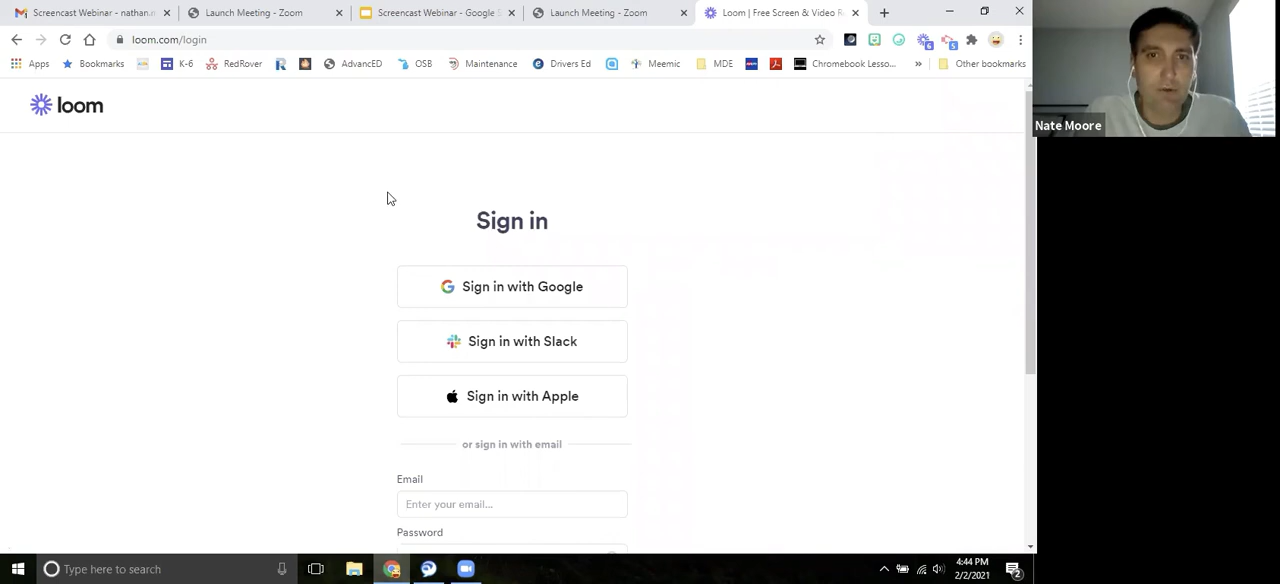 Screencast Webinar - nathan.m
Launch Meeting - Zoom
Screencast Webinar - Google S
Launch Meeting - Zoom
Loom | Free Screen & Video R
loom.com/login
6
5
Apps
Bookmarks
K-6
RedRover
AdvancED
OSB
Maintenance
Drivers Ed
Meemic
MDE
Chromebook Lesso...
»
Other bookmarks
loom
Nate Moore
Sign in
Sign in with Google
Sign in with Slack
Sign in with Apple
or sign in with email
Email
Enter your email...
Password
Type here to search
4:44 PM
2/2/2021
2